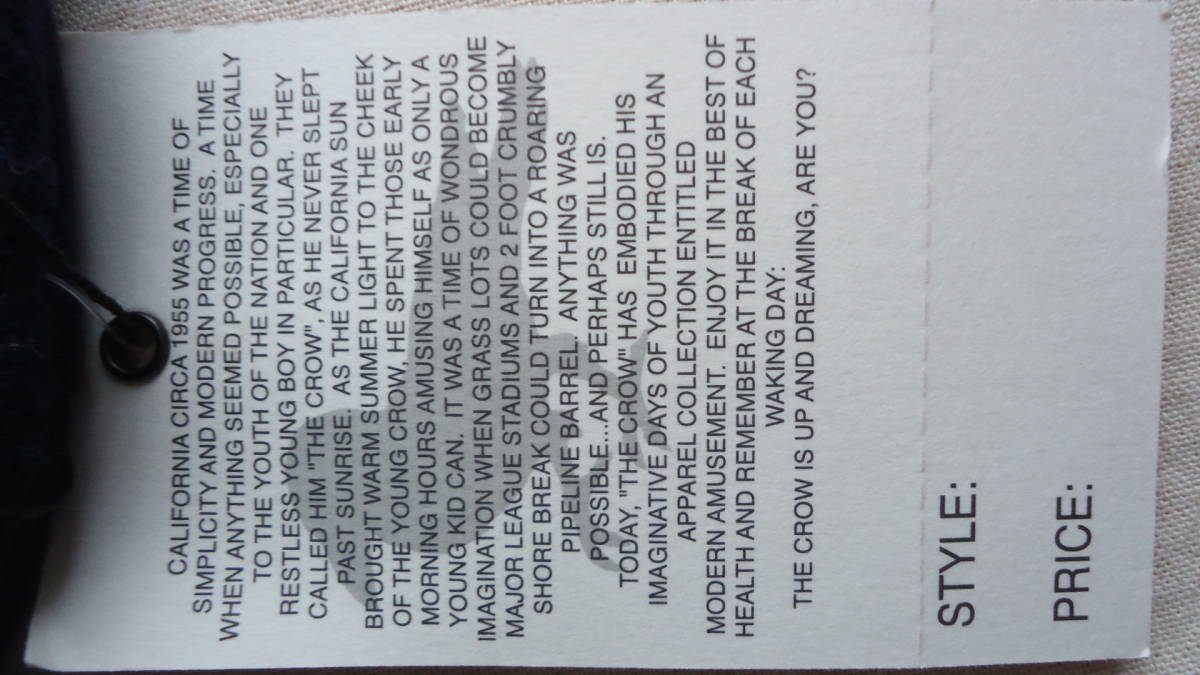 CALIFORNIA CIRCA 1955 WAS A TIME OF
SIMPLICITY AND MODERN PROGRESS. A TIME
WHEN ANYTHING SEEMED POSSIBLE, ESPECIALLY
TO THE YOUTH OF THE NATION AND ONE
RESTLESS YOUNG BOY IN PARTICULAR. THEY
CALLED HIM "THE CROW", AS HE NEVER SLEPT
PAST SUNRISE. AS THE CALIFORNIA SUN
BROUGHT WARM SUMMER LIGHT TO THE CHEEK
OF THE YOUNG CROW, HE SPENT THOSE EARLY
MORNING HOURS AMUSING HIMSELF AS ONLY A
YOUNG KID CAN. IT WAS A TIME OF WONDROUS
IMAGINATION WHEN GRASS LOTS COULD BECOME
MAJOR LEAGUE STADIUMS AND 2 FOOT CRUMBLY
SHORE BREAK COULD TURN INTO A ROARING
PIPELINE BARREL. ANYTHING WAS
POSSIBLE...AND PERHAPS STILL IS.
TODAY, "THE CROW" HAS EMBODIED HIS
IMAGINATIVE DAYS OF YOUTH THROUGH AN
APPAREL COLLECTION ENTITLED
MODERN AMUSEMENT. ENJOY IT IN THE BEST OF
HEALTH AND REMEMBER AT THE BREAK OF EACH
WAKING DAY:
THE CROW IS UP AND DREAMING, ARE YOU?
STYLE:
PRICE: